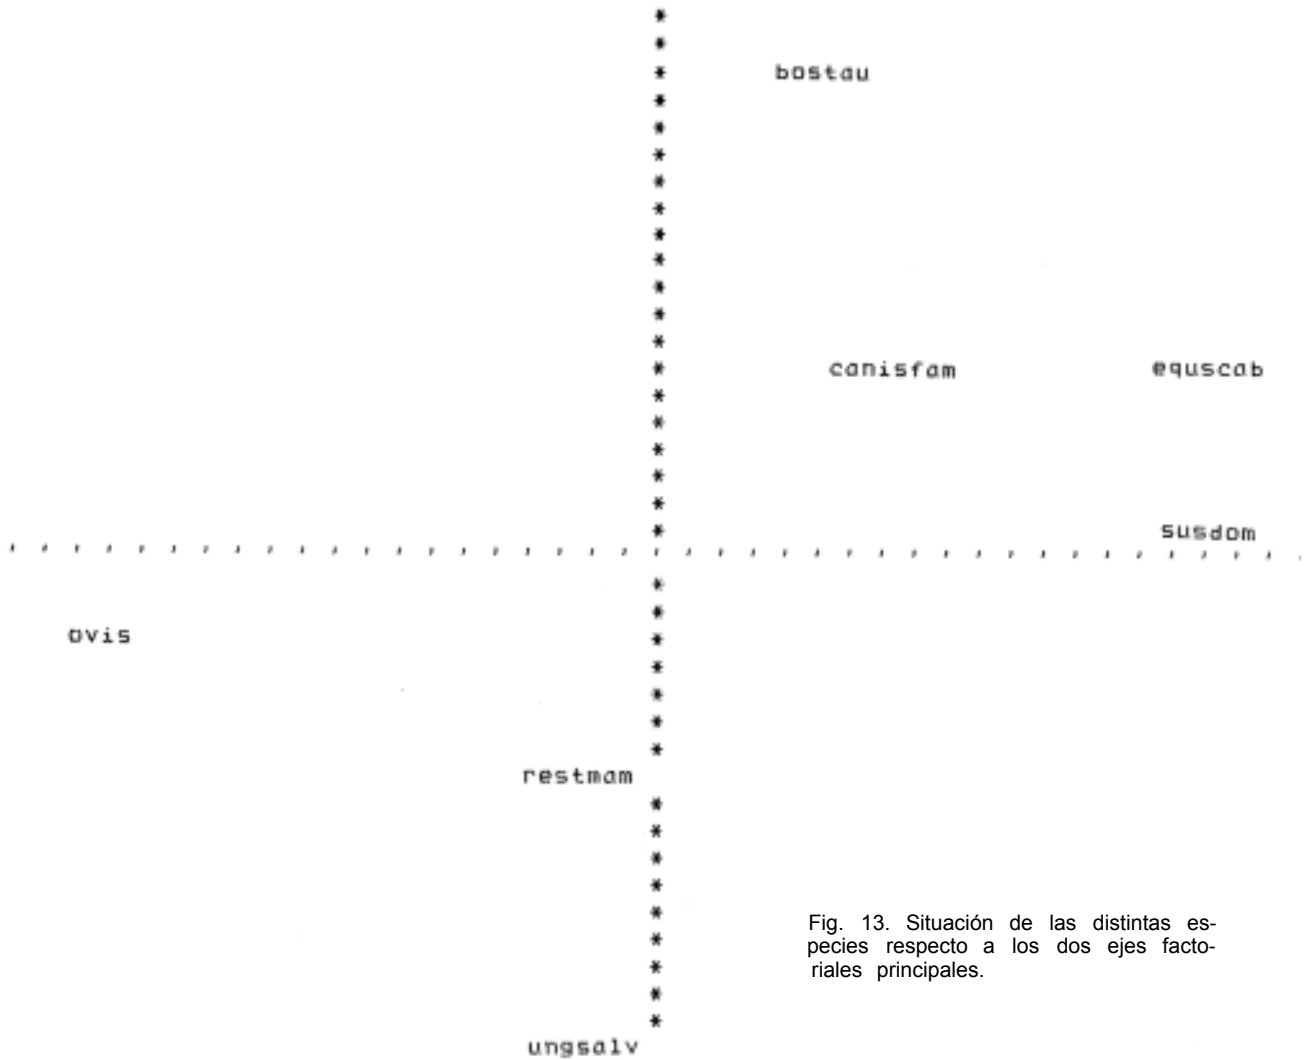 bostau
canisfam equscab
susdom
ovis
restmam
Fig. 13. Situación de las distintas es-
pecies respecto a los dos ejes facto-
riales principales.
ungsalv